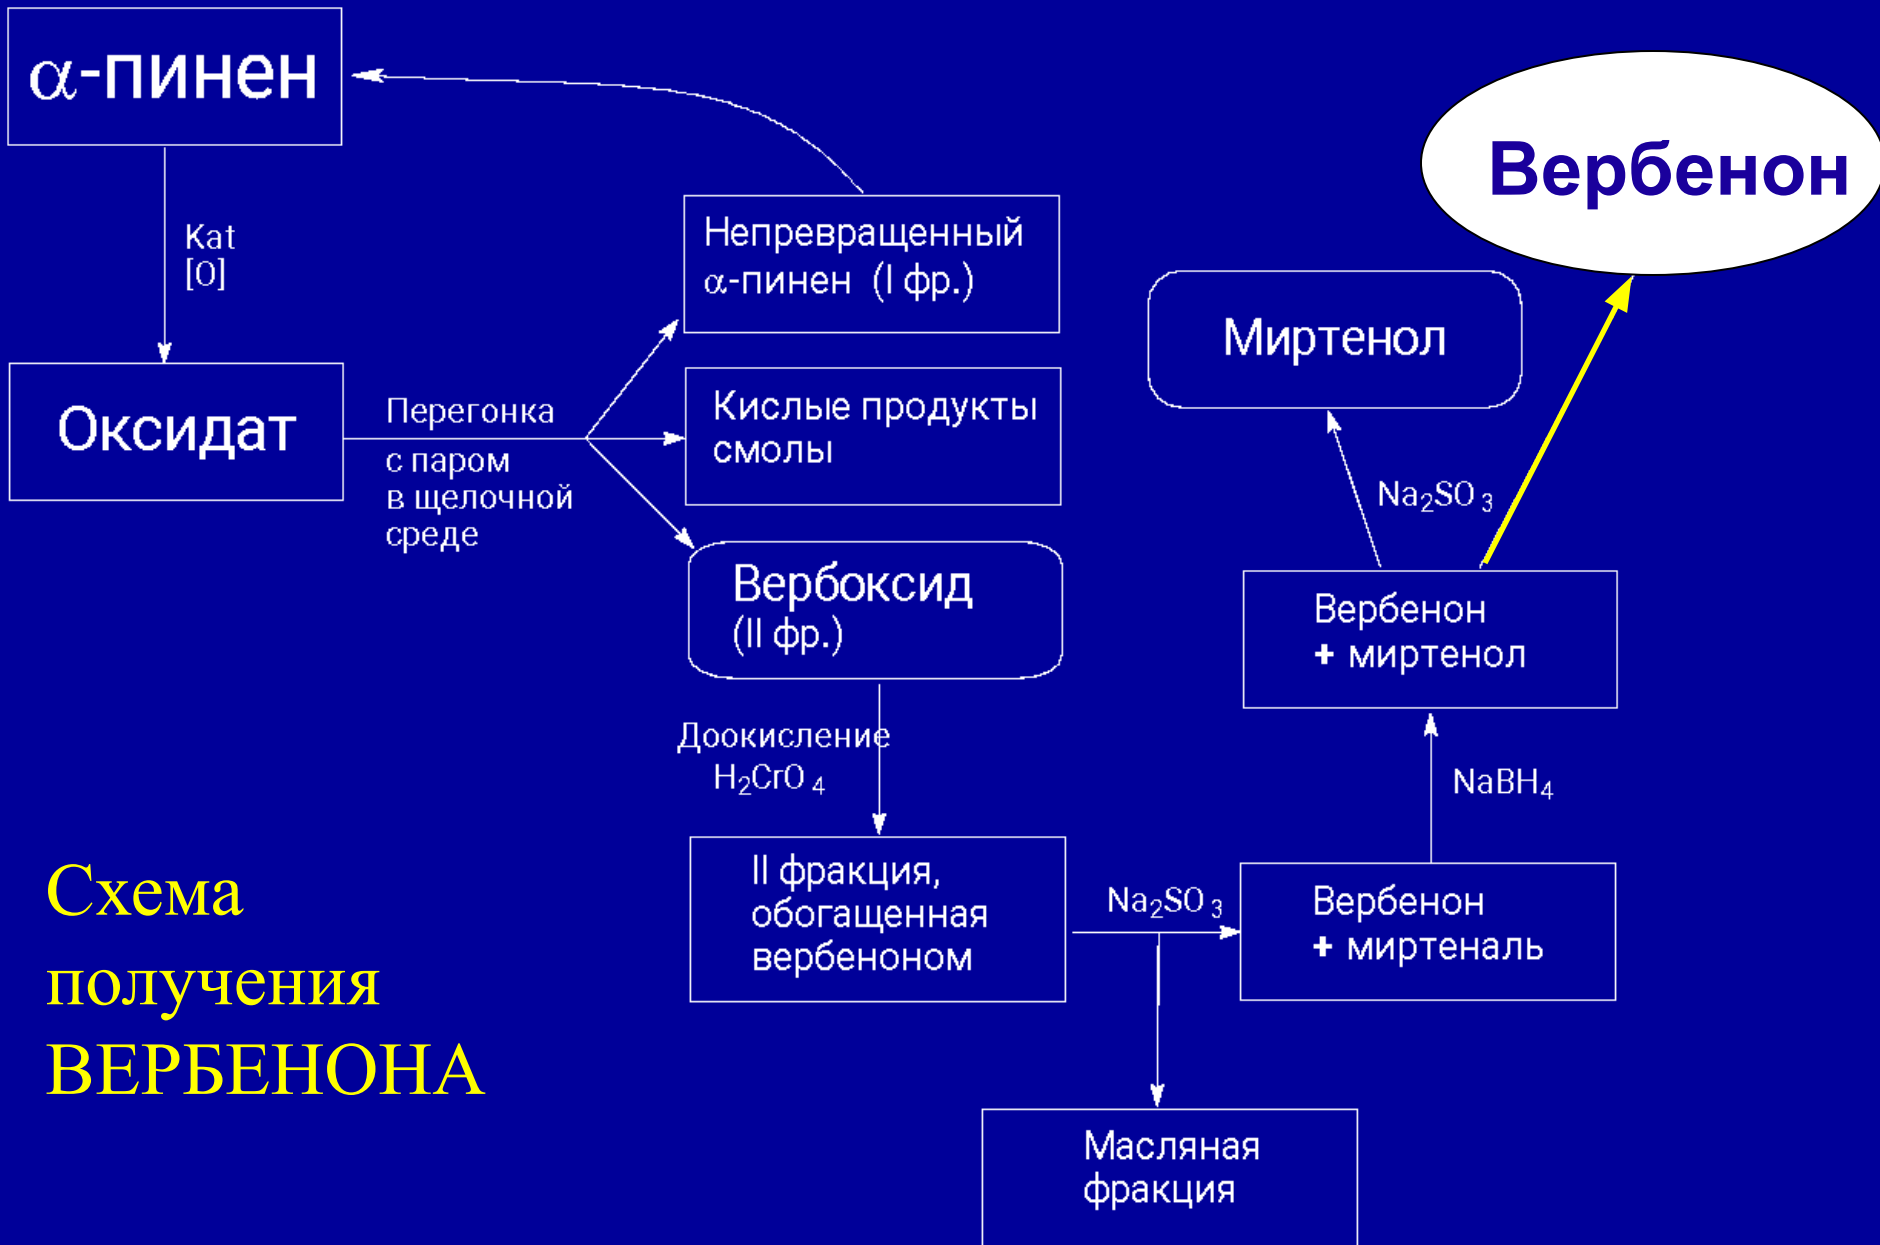 α-пинен
Kat
[O]
Оксидат
Перегонка
с паром
в щелочной
среде
Непревращенный
α-пинен (I фр.)
Кислые продукты
смолы
Вербоксид
(II фр.)
Доокисление
H₂CrO₄
II фракция,
обогащенная
вербеноном
Na₂SO₃
Масляная
фракция
Вербенон
+ миртеналь
NaBH₄
Вербенон
+ миртенол
Na₂SO₃
Миртенол
Вербенон
Схема
получения
ВЕРБЕНОНА